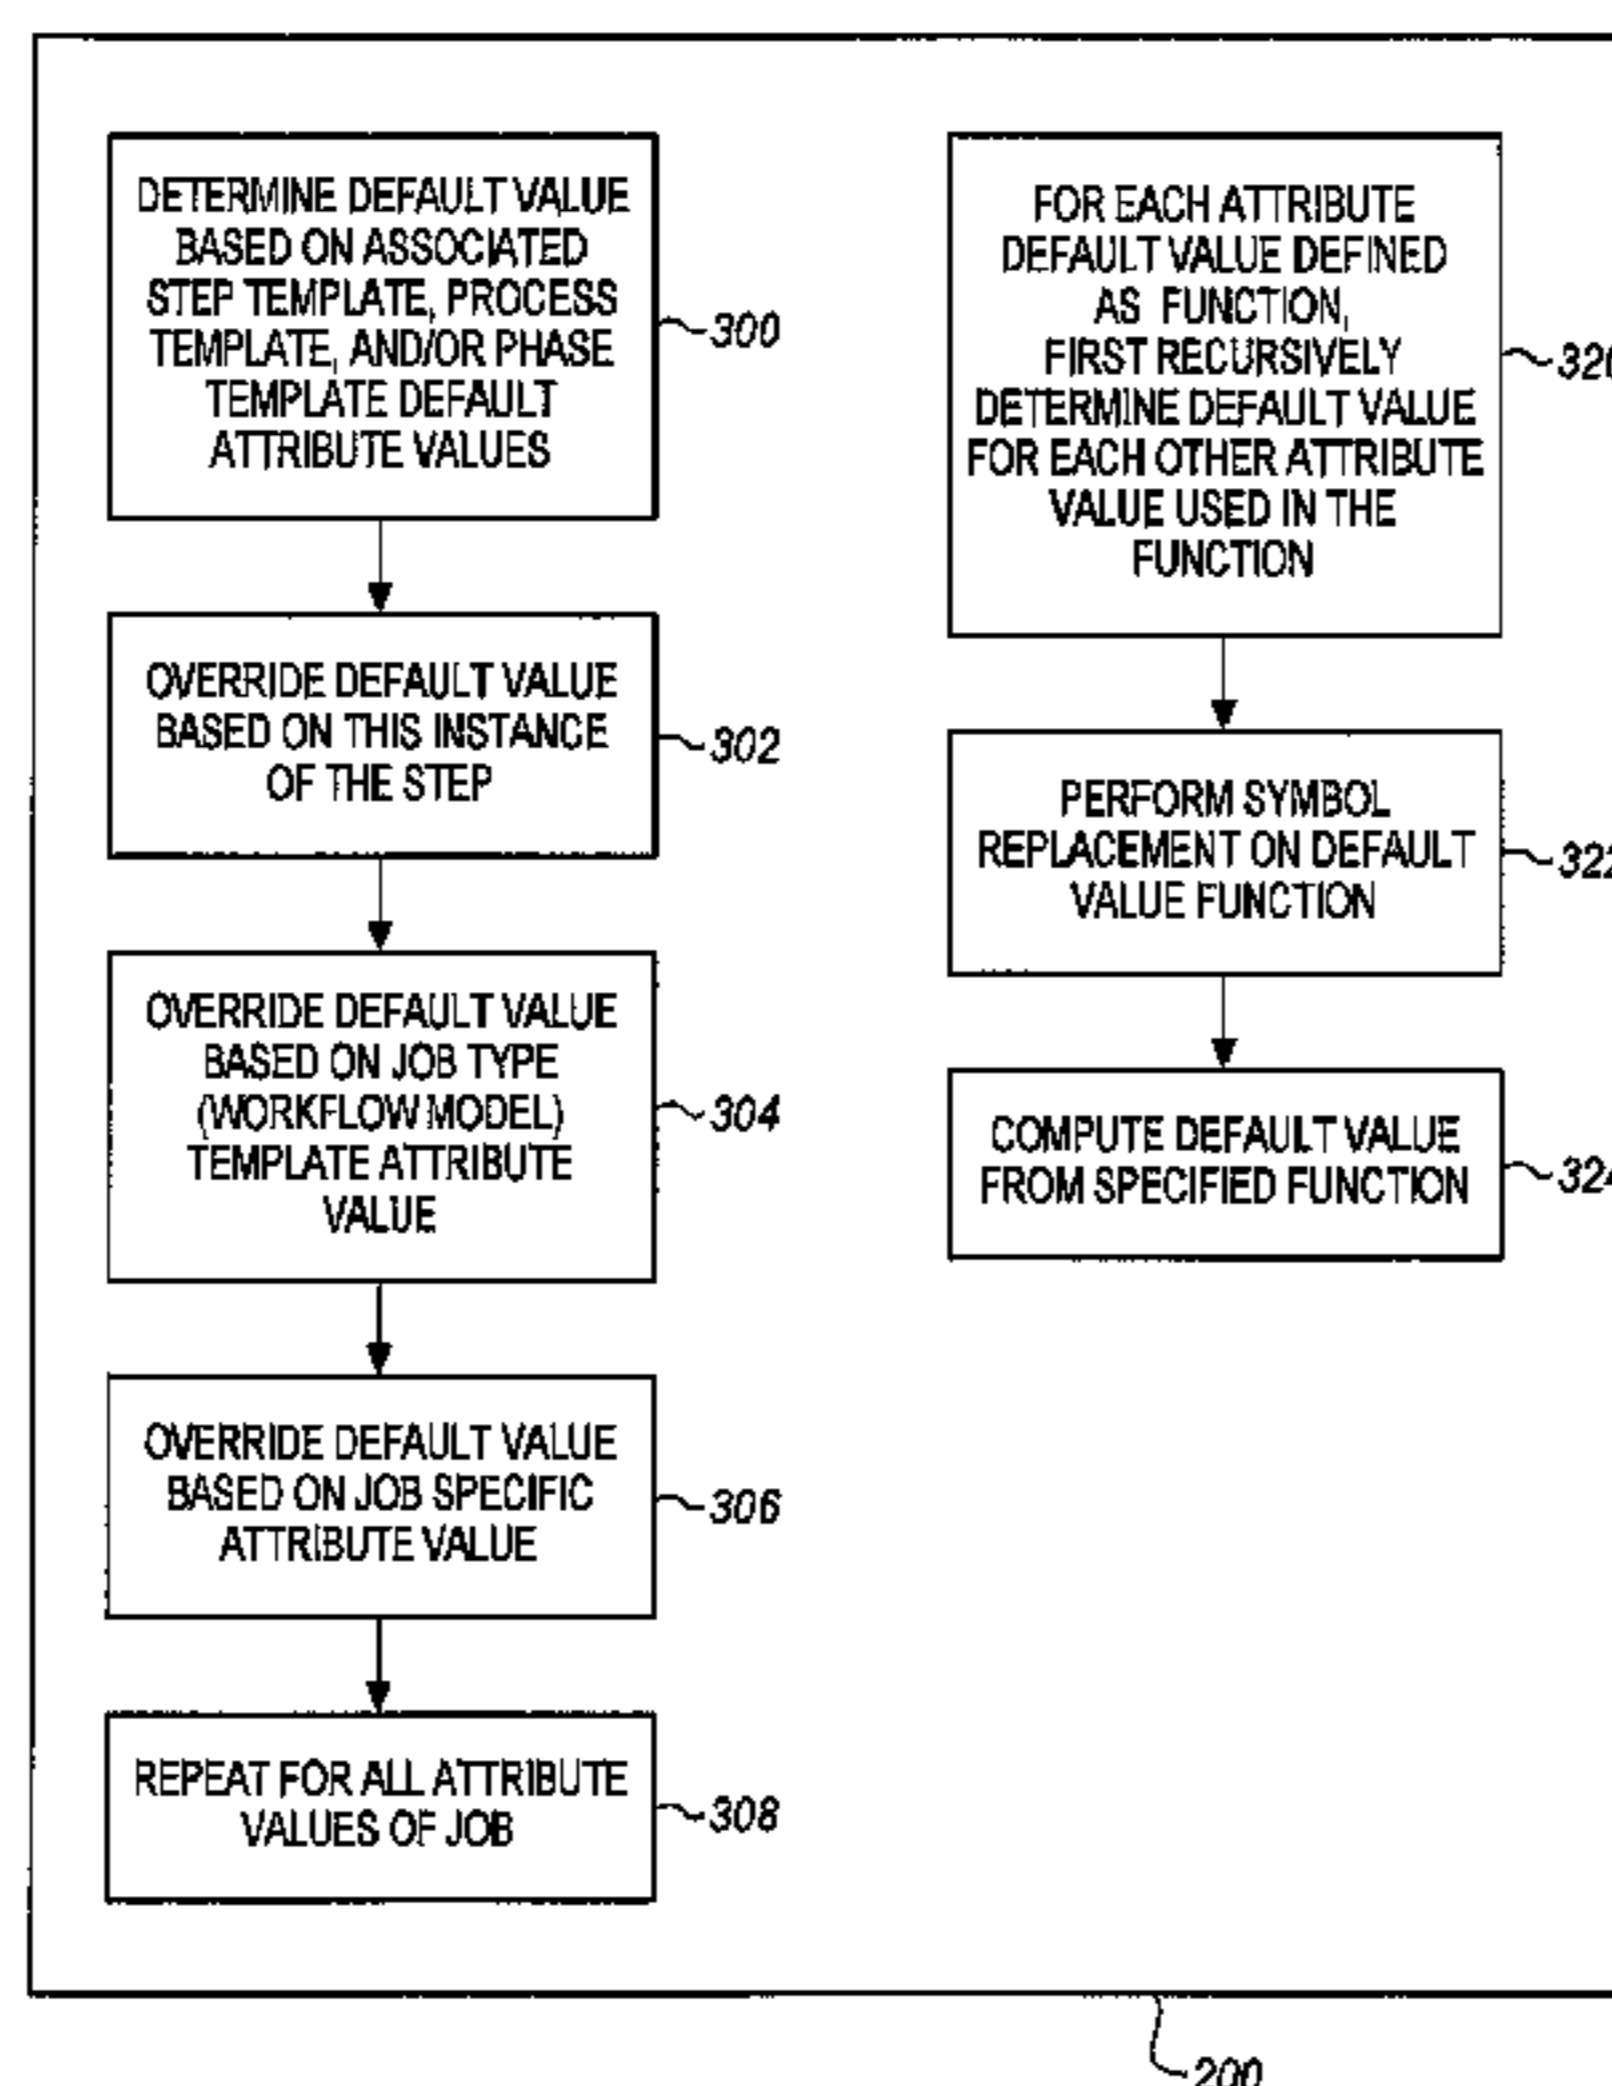 DETERMINE DEFAULT VALUE
BASED ON ASSOCIATED
STEP TEMPLATE, PROCESS
TEMPLATE, AND/OR PHASE
TEMPLATE DEFAULT
ATTRIBUTE VALUES
300
OVERRIDE DEFAULT VALUE
BASED ON THIS INSTANCE
OF THE STEP
302
OVERRIDE DEFAULT VALUE
BASED ON JOB TYPE
(WORKFLOW MODEL)
TEMPLATE ATTRIBUTE
VALUE
304
OVERRIDE DEFAULT VALUE
BASED ON JOB SPECIFIC
ATTRIBUTE VALUE
306
REPEAT FOR ALL ATTRIBUTE
VALUES OF JOB
308
FOR EACH ATTRIBUTE
DEFAULT VALUE DEFINED
AS FUNCTION,
FIRST RECURSIVELY
DETERMINE DEFAULT VALUE
FOR EACH OTHER ATTRIBUTE
VALUE USED IN THE
FUNCTION
320
PERFORM SYMBOL
REPLACEMENT ON DEFAULT
VALUE FUNCTION
322
COMPUTE DEFAULT VALUE
FROM SPECIFIED FUNCTION
324
200